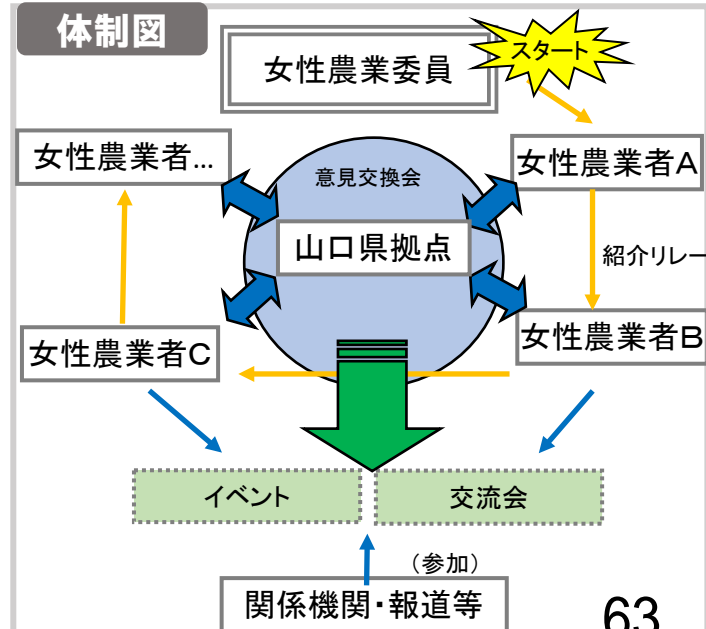 体制図
女性農業委員
スタート
女性農業者…
女性農業者A
意見交換会
山口県拠点
紹介リレー
女性農業者C
女性農業者B
イベント
交流会
（参加）
関係機関・報道等
63